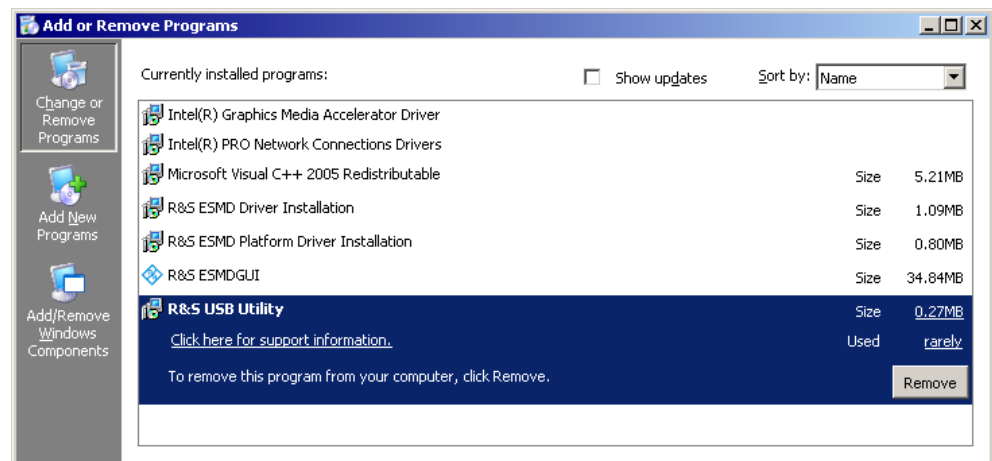 Add or Remove Programs
Change or
Remove
Programs
Add New
Programs
Add/Remove
Windows
Components
Currently installed programs:
Show updates
Sort by: Name
Intel(R) Graphics Media Accelerator Driver
Intel(R) PRO Network Connections Drivers
Microsoft Visual C++ 2005 Redistributable Size 5.21MB
R&S ESMD Driver Installation Size 1.09MB
R&S ESMD Platform Driver Installation Size 0.80MB
R&S ESMDGUI Size 34.84MB
R&S USB Utility Size 0.27MB
Click here for support information. Used rarely
To remove this program from your computer, click Remove. Remove